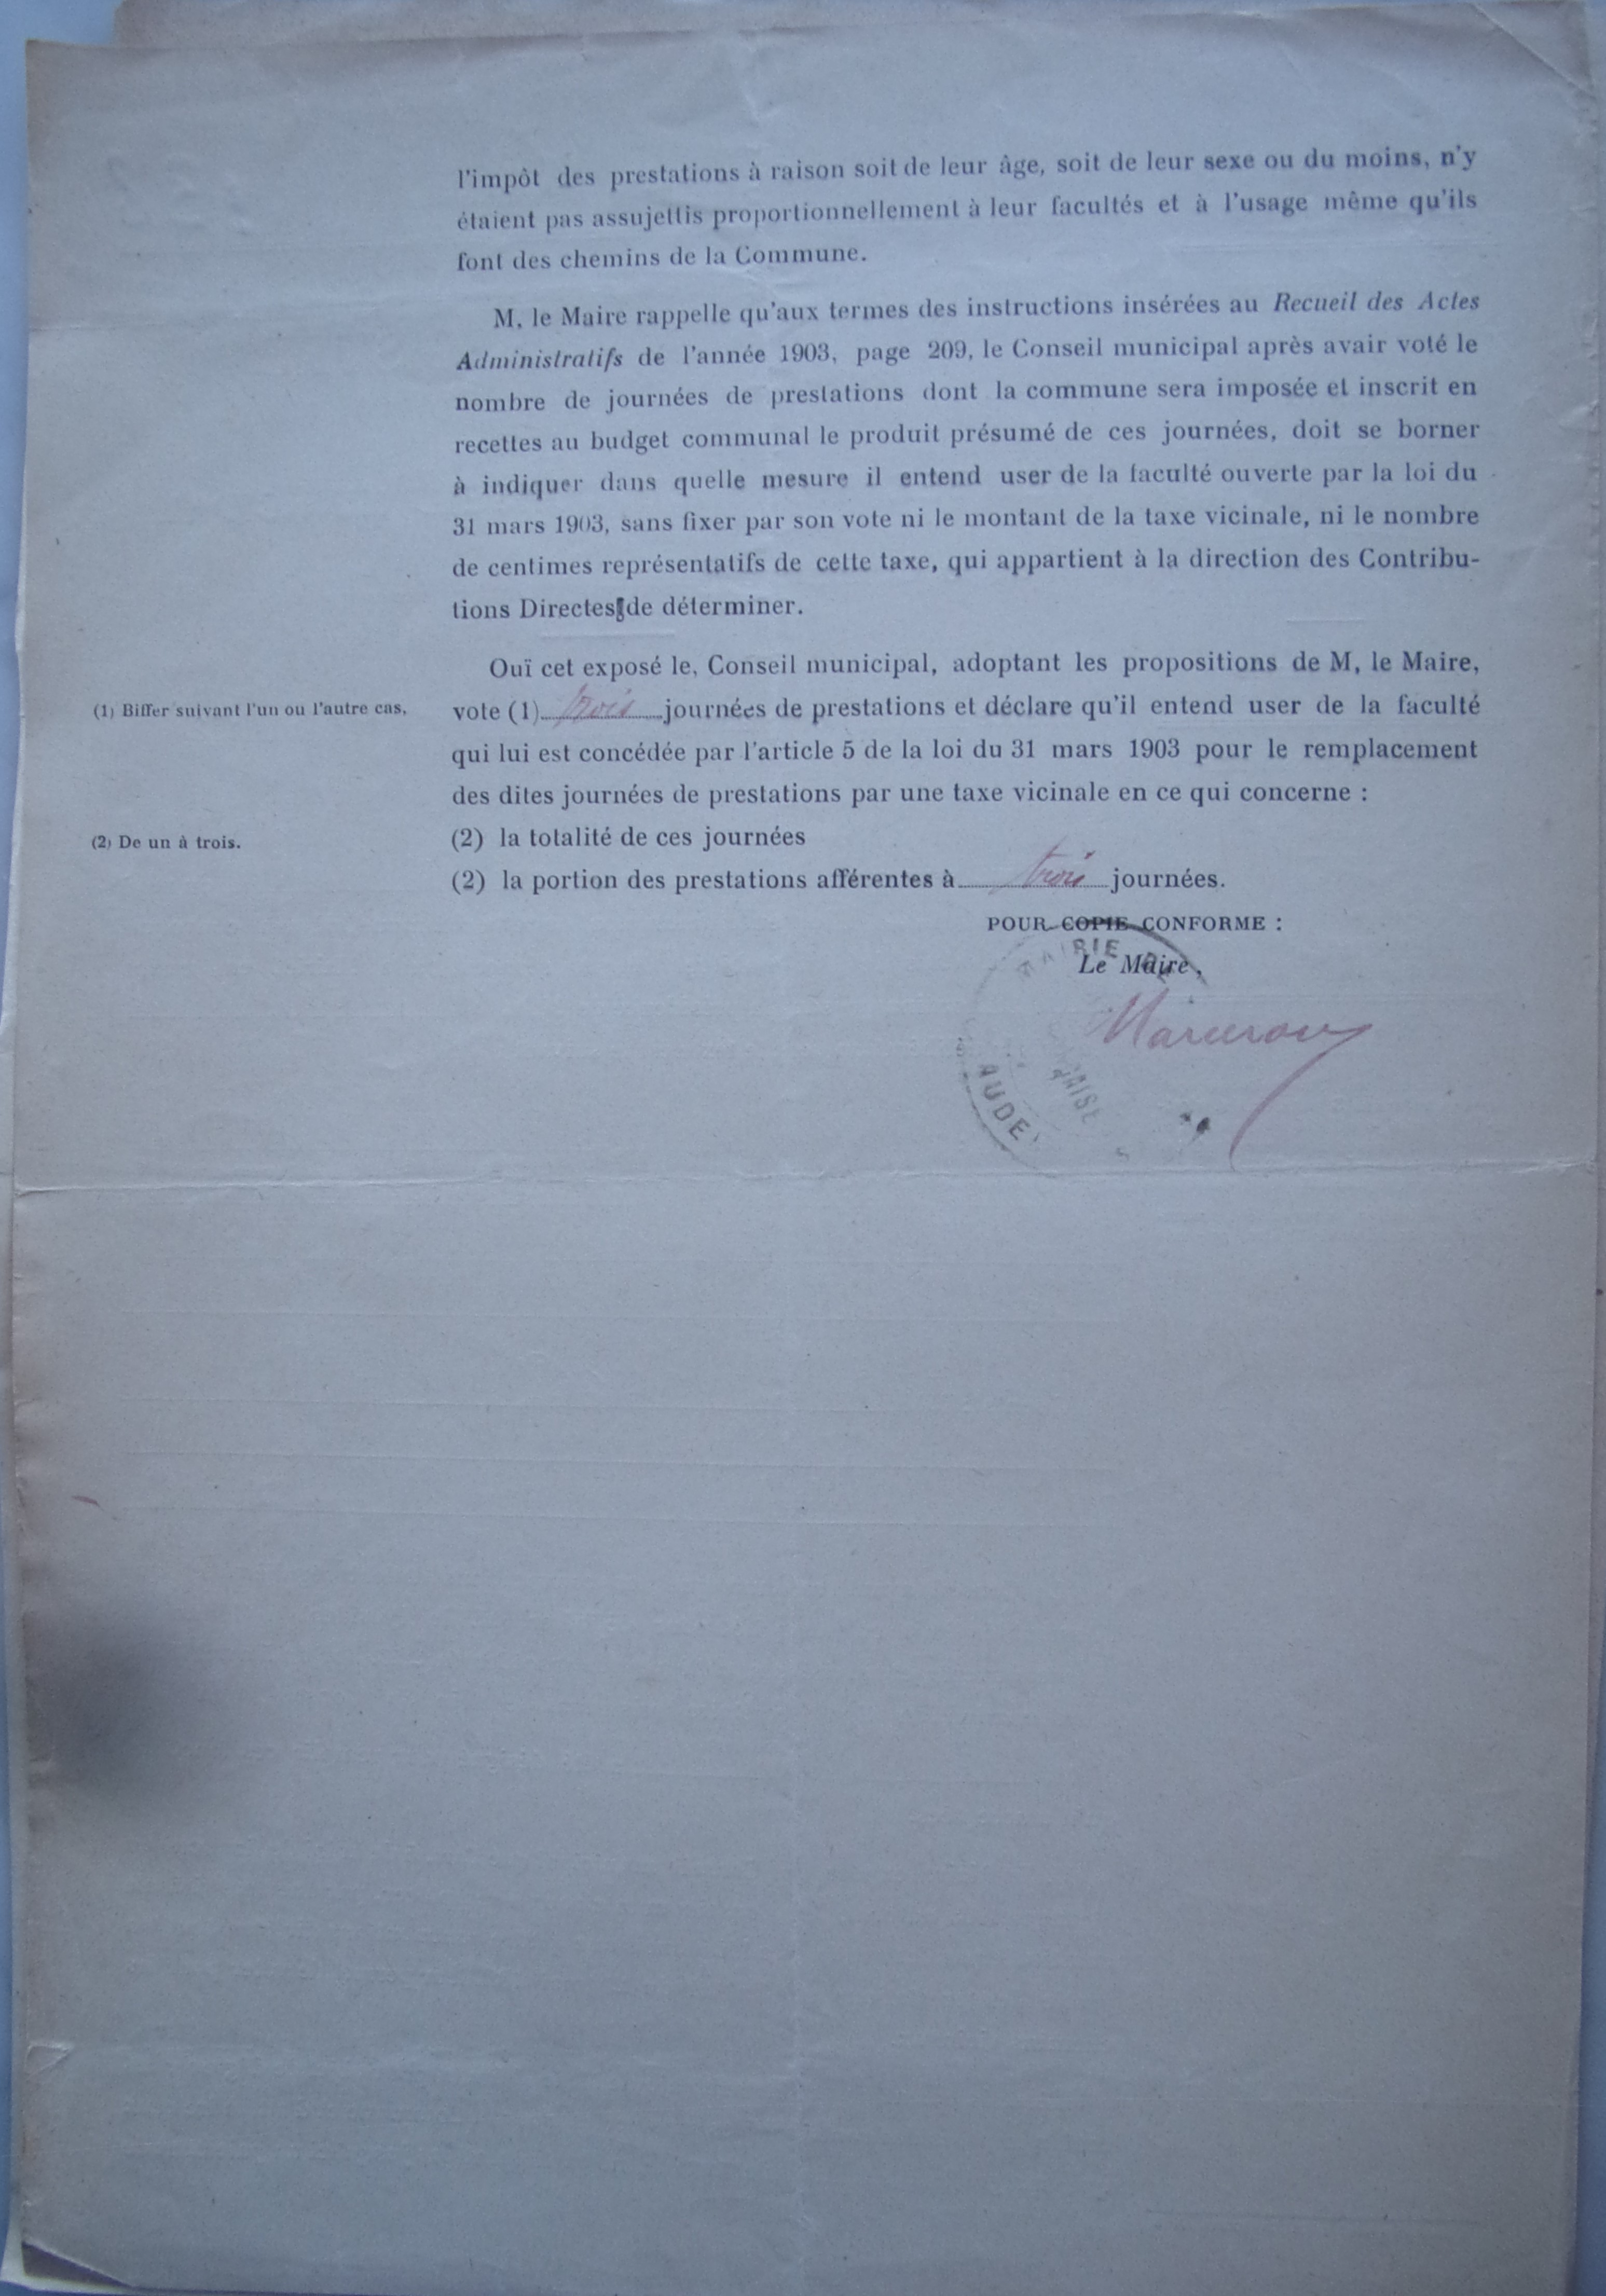 l'impôt des prestations à raison soit de leur âge, soit de leur sexe ou du moins, n'y
étaient pas assujettis proportionnellement à leur facultés et à l'usage même qu'ils
font des chemins de la Commune.
M, le Maire rappelle qu'aux termes des instructions insérées au Recueil des Actes
Administratifs de l'année 1903, page 209, le Conseil municipal après avair voté le
nombre de journées de prestations dont la commune sera imposée et inscrit en
recettes au budget communal le produit présumé de ces journées, doit se borner
à indiquer dans quelle mesure il entend user de la faculté ouverte par la loi du
31 mars 1903, sans fixer par son vote ni le montant de la taxe vicinale, ni le nombre
de centimes représentatifs de cette taxe, qui appartient à la direction des Contribu-
tions Directes de déterminer.
Ouï cet exposé le, Conseil municipal, adoptant les propositions de M, le Maire,
(1) Biffer suivant l'un ou l'autre cas,
vote (1) trois journées de prestations et déclare qu'il entend user de la faculté
qui lui est concédée par l'article 5 de la loi du 31 mars 1903 pour le remplacement
des dites journées de prestations par une taxe vicinale en ce qui concerne :
(2) De un à trois.
(2) la totalité de ces journées
(2) la portion des prestations afférentes à trois journées.
POUR COPIE CONFORME :
Le Maire,
MAIRIE DE
AUDE